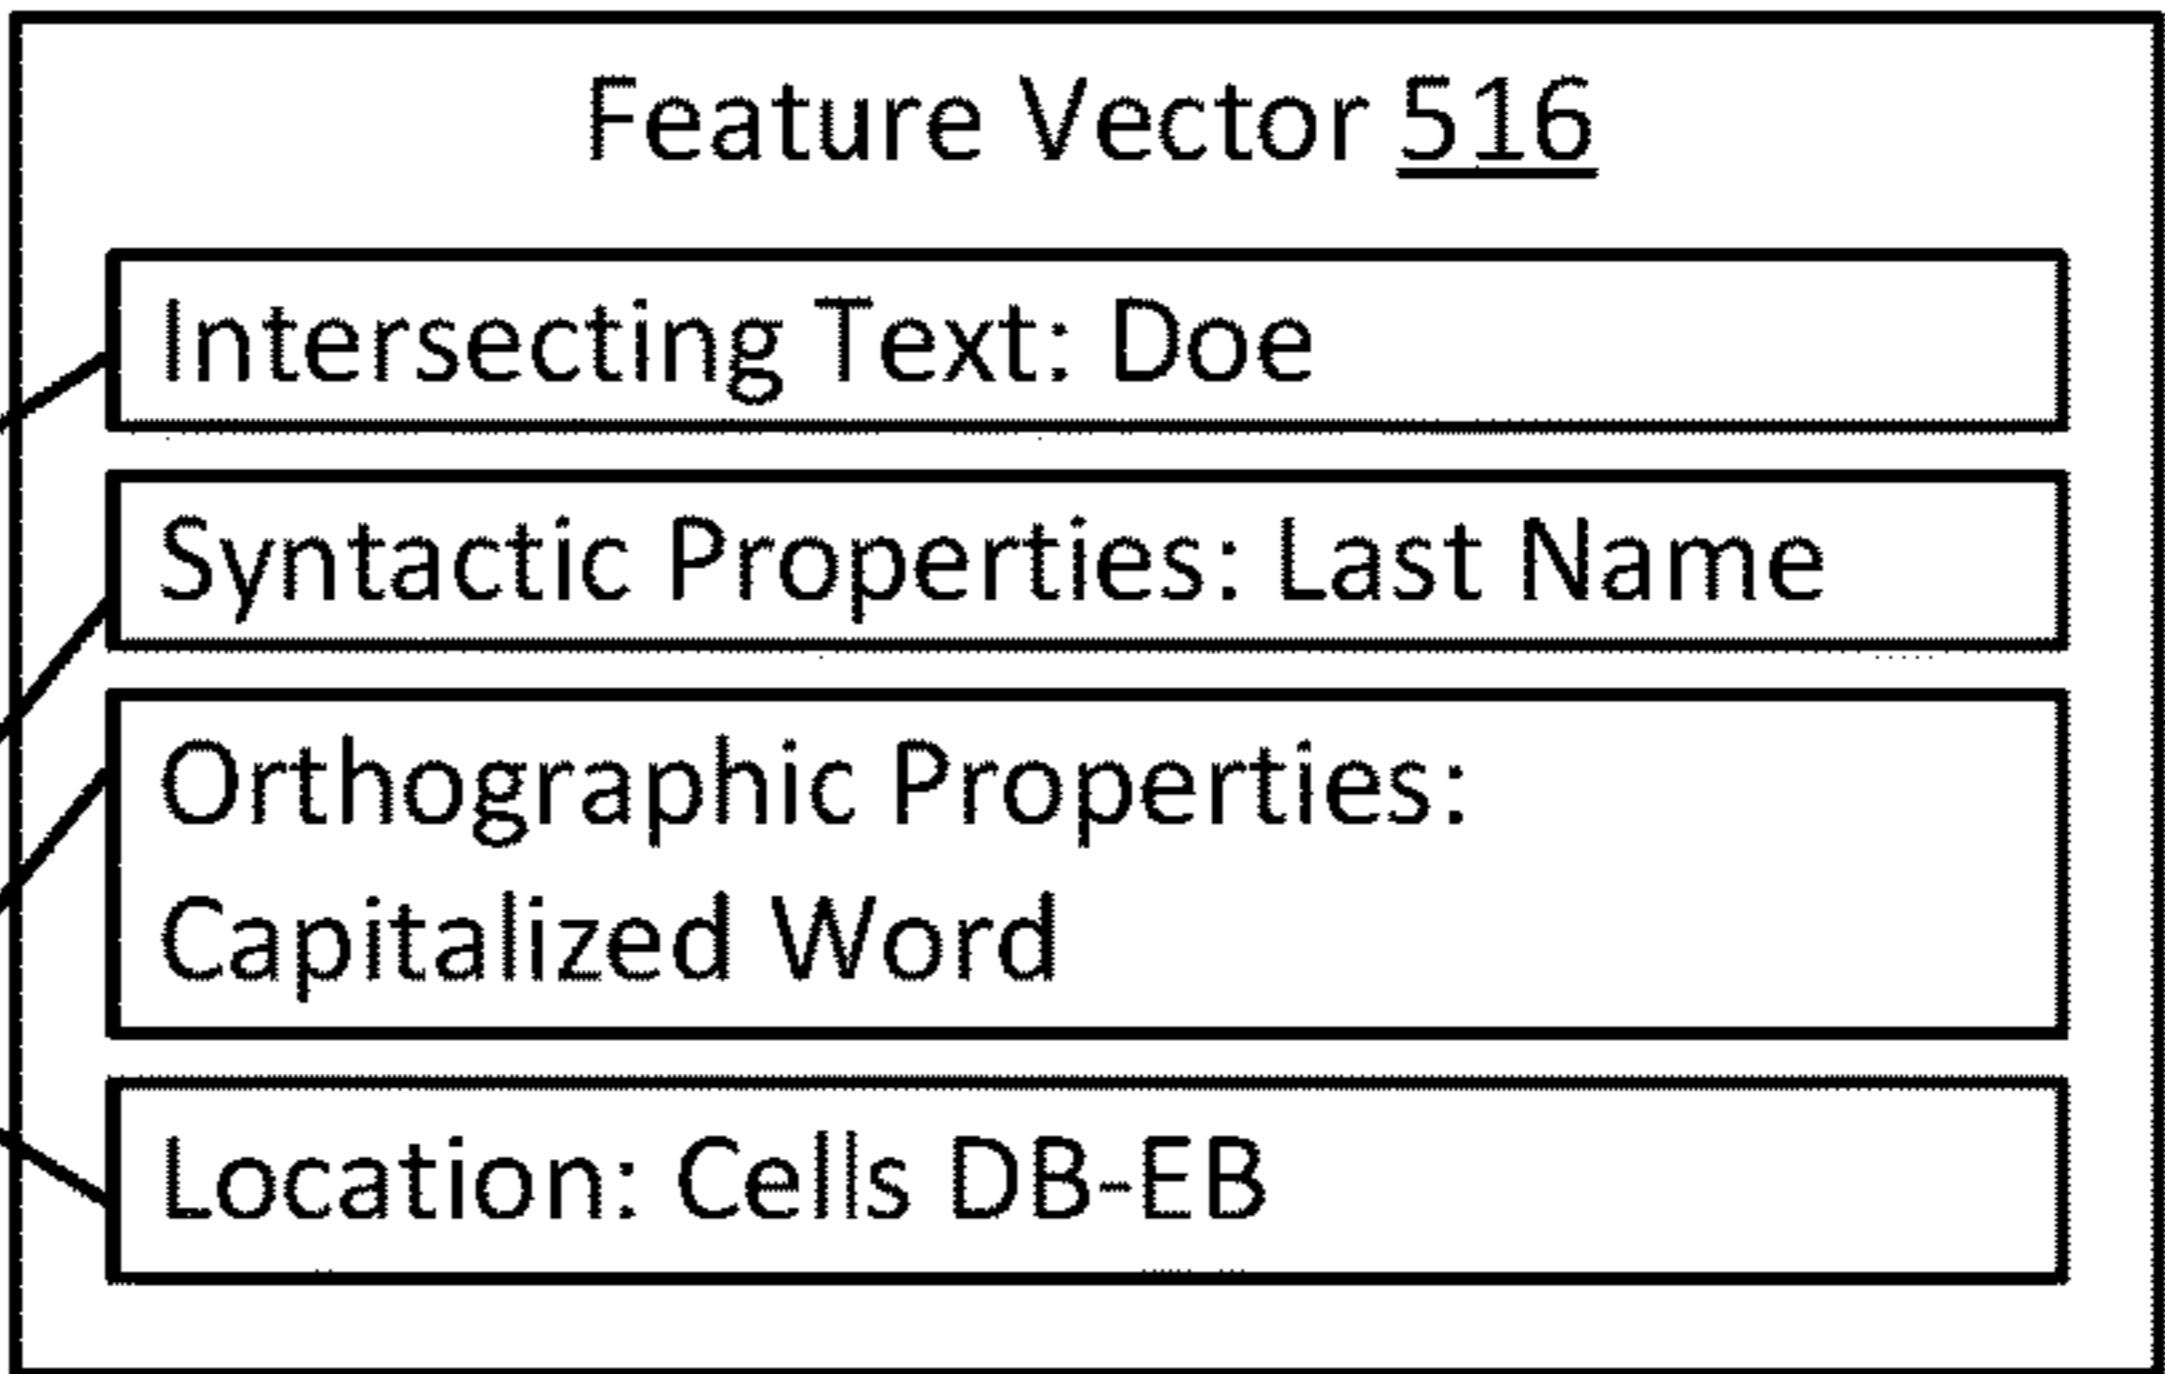 Feature Vector 516
Intersecting Text: Doe
Syntactic Properties: Last Name
Orthographic Properties:
Capitalized Word
Location: Cells DB-EB